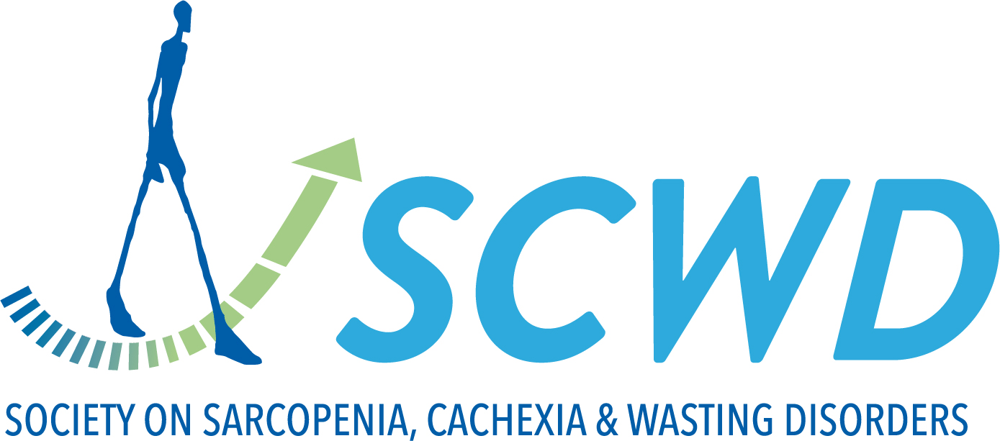 SCWD
SOCIETY ON SARCOPENIA, CACHEXIA & WASTING DISORDERS